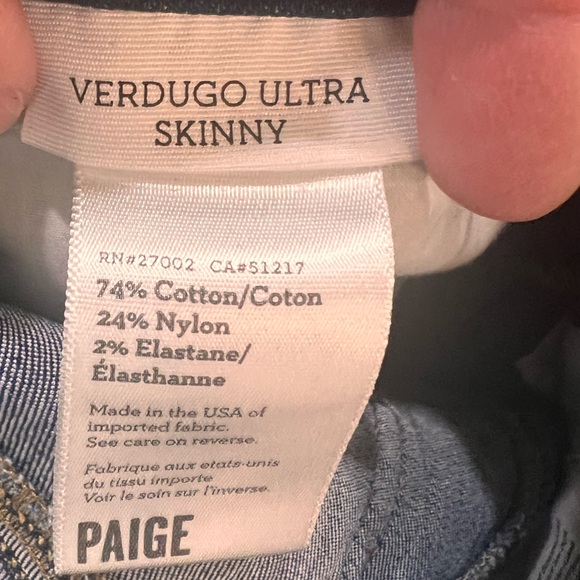 VERDUGO ULTRA
SKINNY
RN#27002 CA#51217
74% Cotton/Coton
24% Nylon
2% Elastane/
Élasthanne
Made in the USA of
imported fabric.
See care on reverse.
Fabrique aux etats-unis
du tissu importe
Voir le soin sur l'inverse.
PAIGE